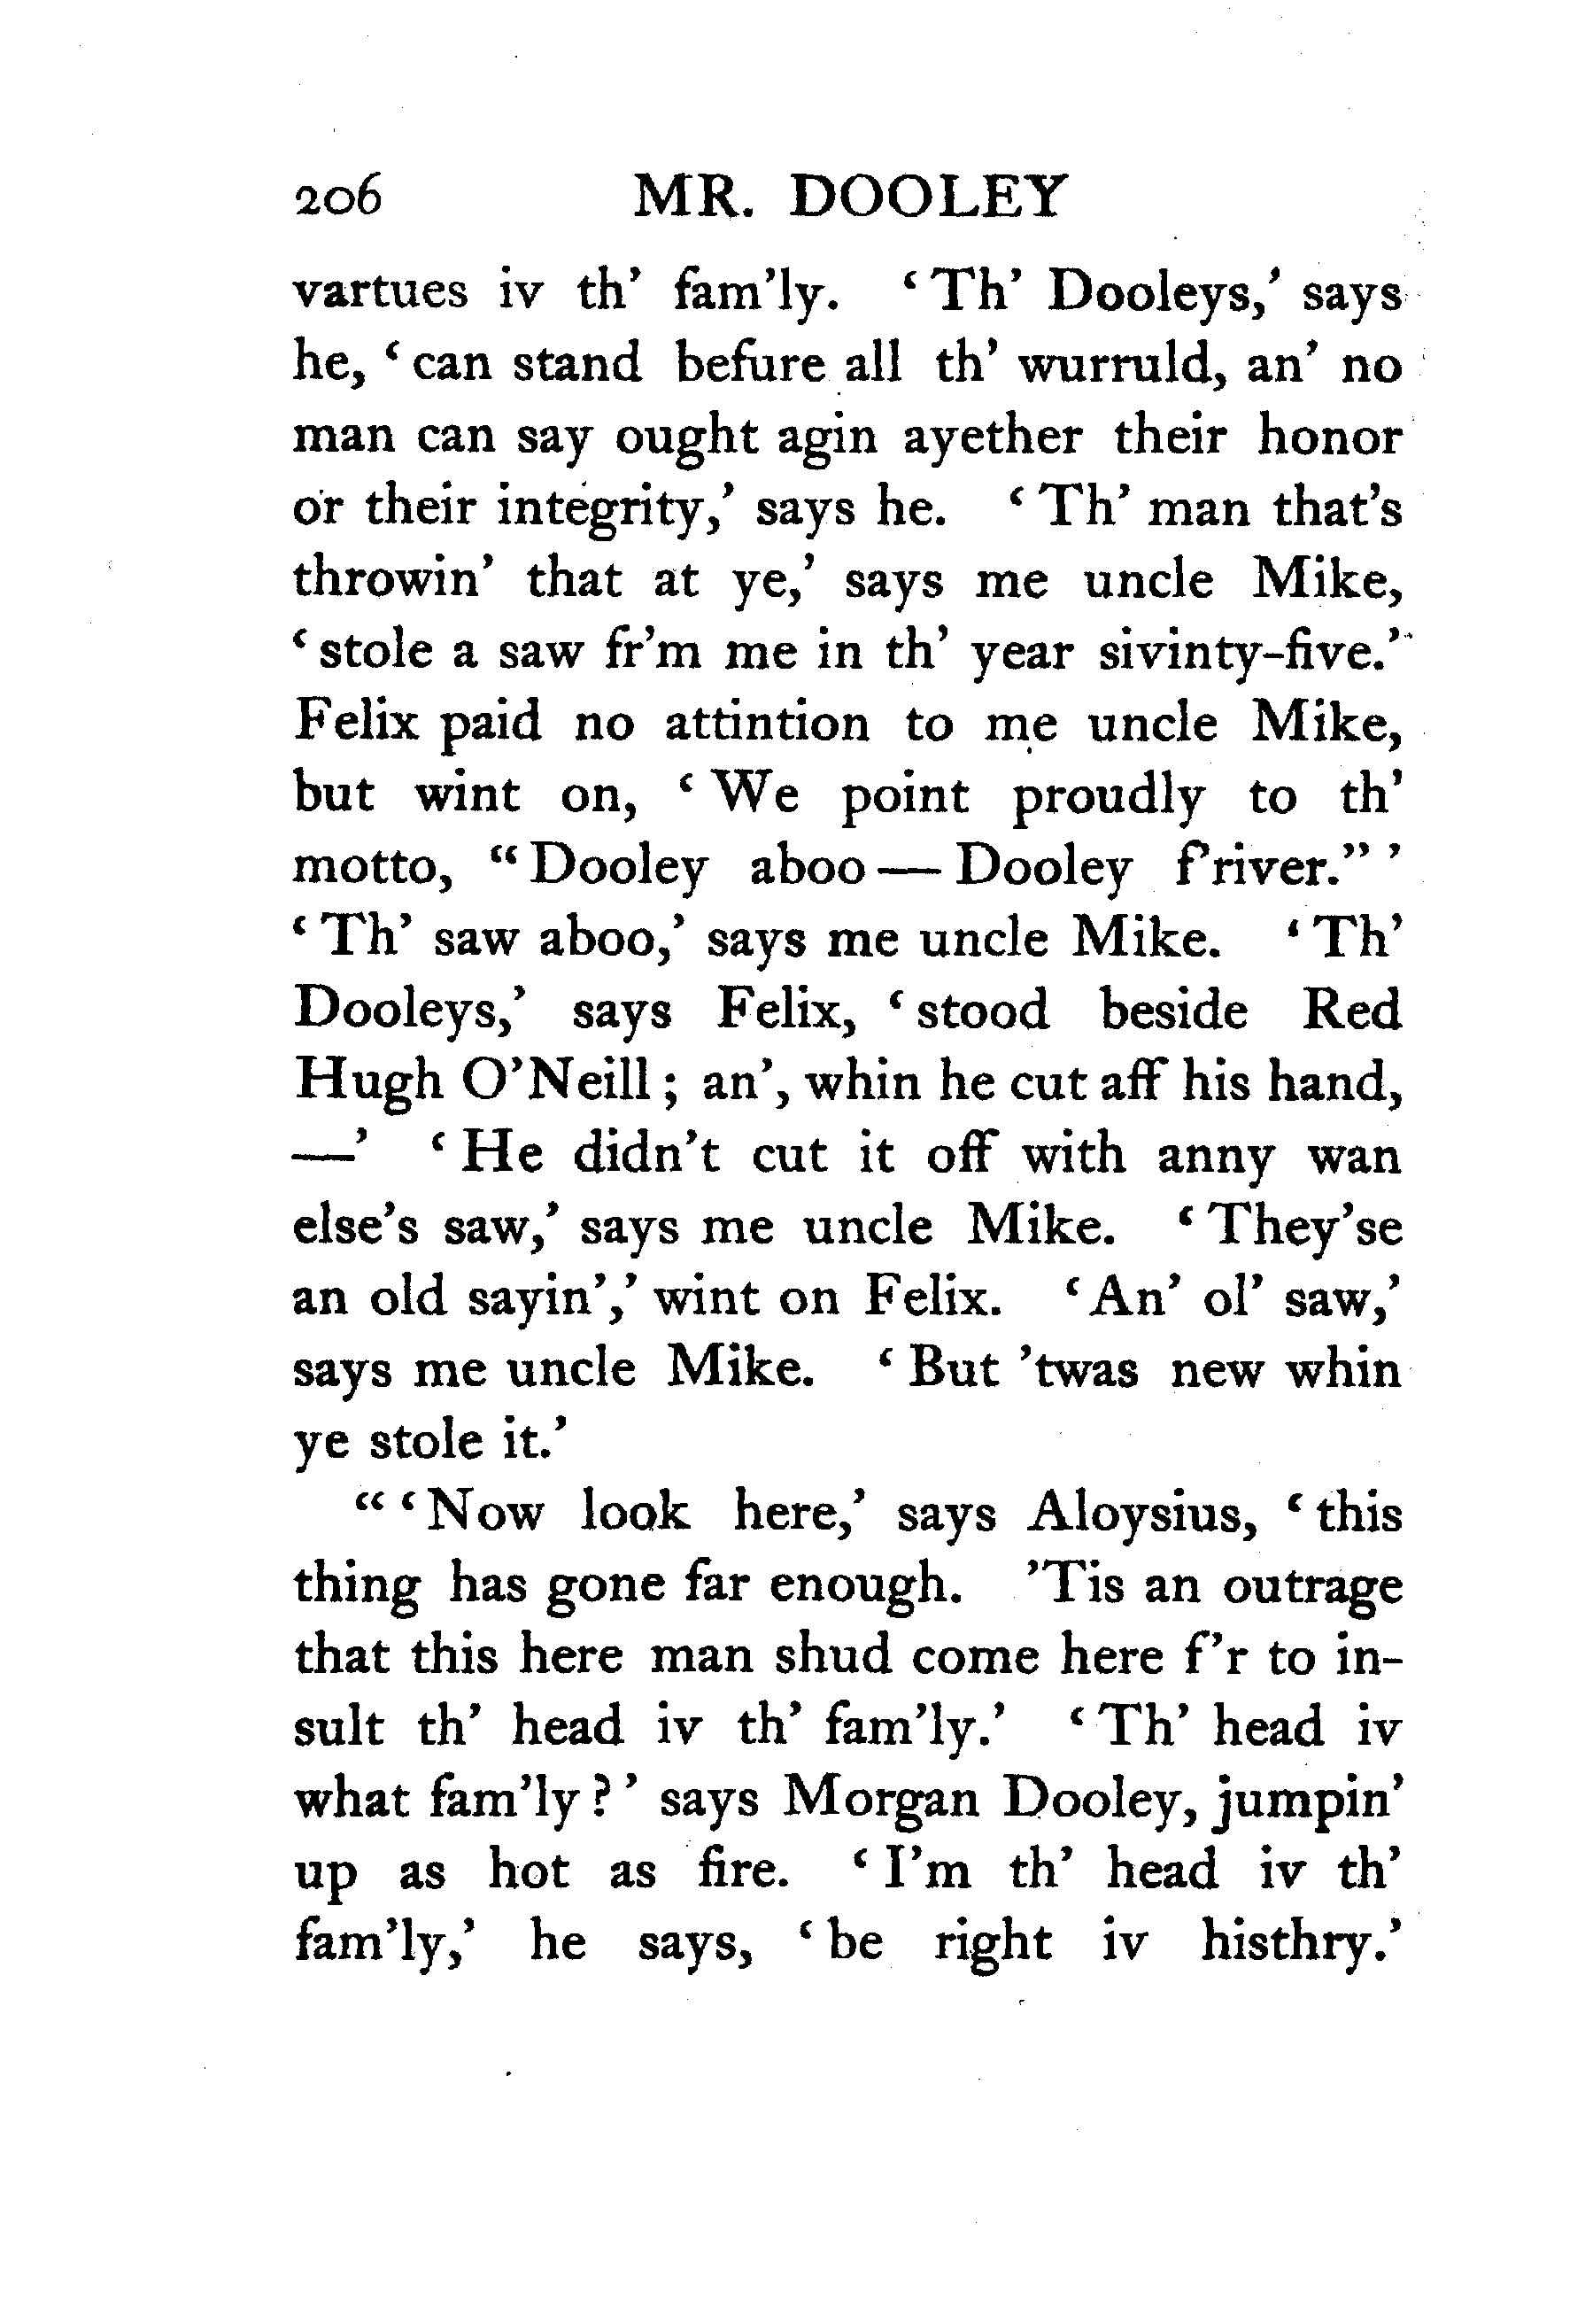 206 MR. DOOLEY
vartues iv th' fam'ly. ‘Th' Dooleys,’ says
he, ‘can stand befure all th' wurruld, an' no
man can say ought agin ayether their honor
or their integrity,’ says he. ‘Th' man that's
throwin' that at ye,’ says me uncle Mike,
‘stole a saw fr'm me in th' year sivinty-five.’
Felix paid no attintion to me uncle Mike,
but wint on, ‘We point proudly to th'
motto, “Dooley aboo—Dooley f'river.” ’
‘Th' saw aboo,’ says me uncle Mike. ‘Th'
Dooleys,’ says Felix, ‘stood beside Red
Hugh O'Neill; an', whin he cut aff his hand,
—’ ‘He didn't cut it off with anny wan
else's saw,’ says me uncle Mike. ‘They'se
an old sayin',’ wint on Felix. ‘An' ol' saw,’
says me uncle Mike. ‘But 'twas new whin
ye stole it.’
“ ‘Now look here,’ says Aloysius, ‘this
thing has gone far enough. 'Tis an outrage
that this here man shud come here f'r to in-
sult th' head iv th' fam'ly.’ ‘Th' head iv
what fam'ly?’ says Morgan Dooley, jumpin'
up as hot as fire. ‘I'm th' head iv th'
fam'ly,’ he says, ‘be right iv histhry.’